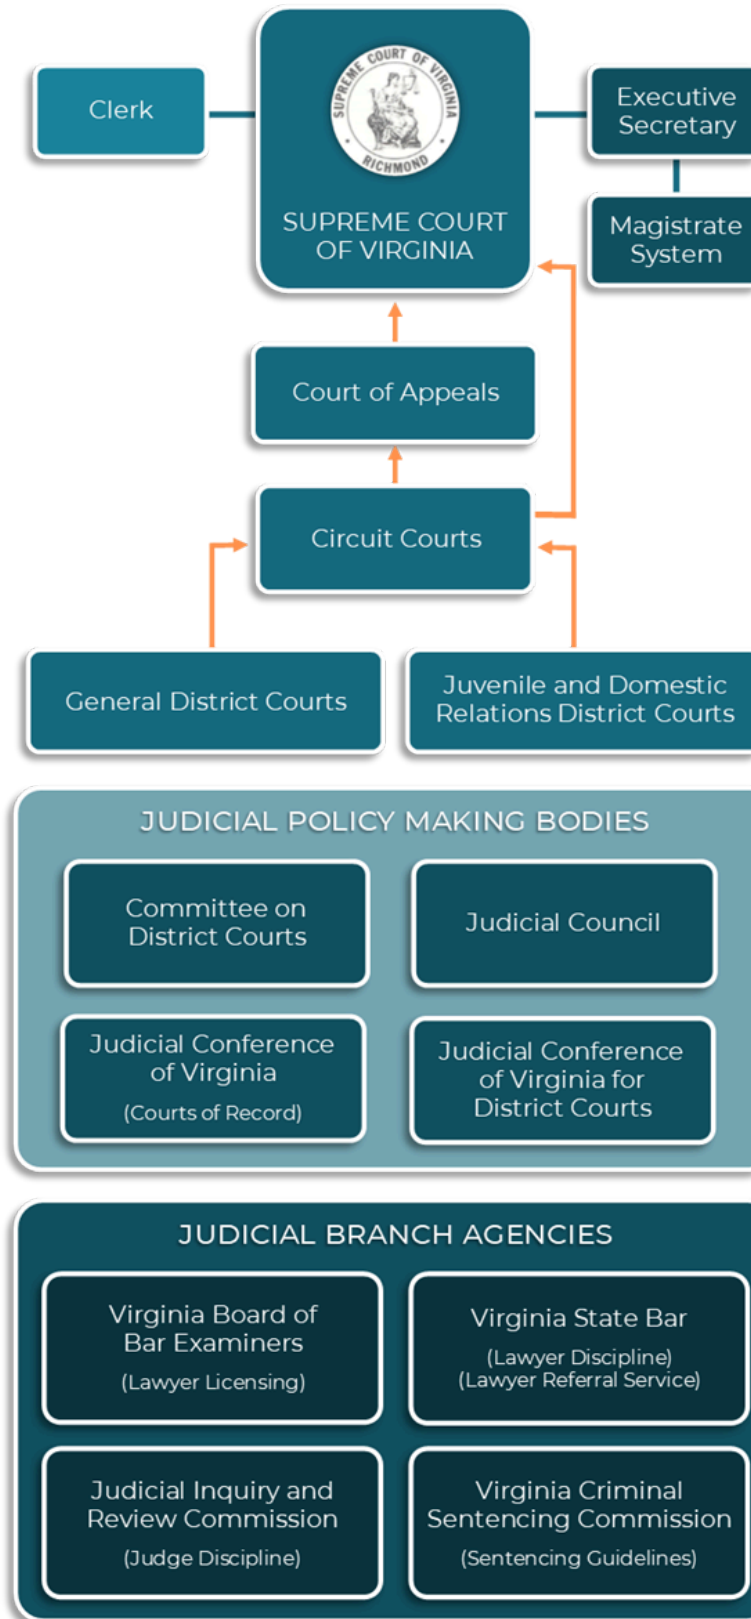 Clerk
SUPREME COURT OF VIRGINIA
RICHMOND
SUPREME COURT
OF VIRGINIA
Executive
Secretary
Magistrate
System
Court of Appeals
Circuit Courts
General District Courts
Juvenile and Domestic
Relations District Courts
JUDICIAL POLICY MAKING BODIES
Committee on
District Courts
Judicial Council
Judicial Conference
of Virginia
(Courts of Record)
Judicial Conference
of Virginia for
District Courts
JUDICIAL BRANCH AGENCIES
Virginia Board of
Bar Examiners
(Lawyer Licensing)
Virginia State Bar
(Lawyer Discipline)
(Lawyer Referral Service)
Judicial Inquiry and
Review Commission
(Judge Discipline)
Virginia Criminal
Sentencing Commission
(Sentencing Guidelines)